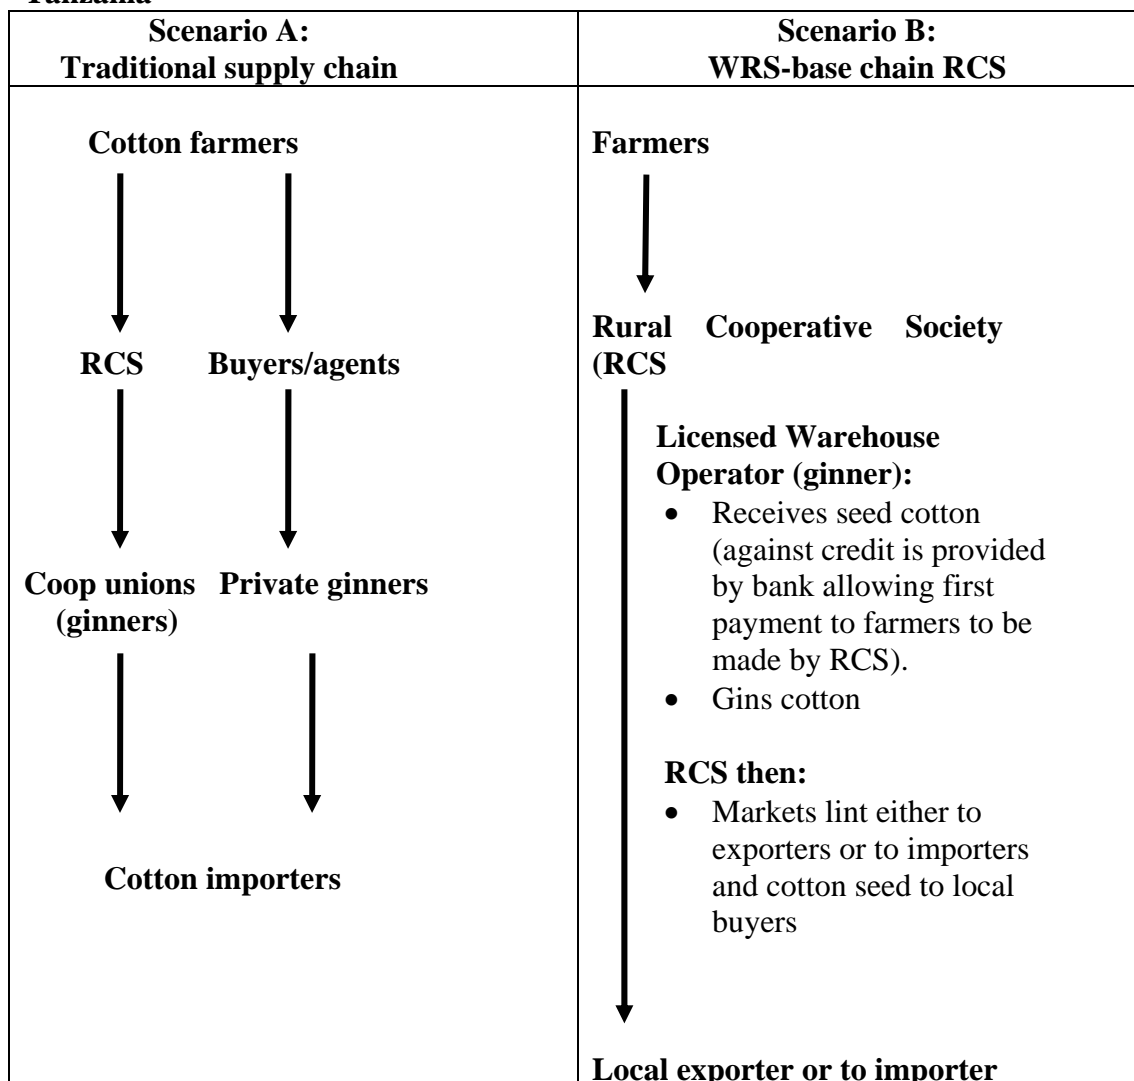 Scenario A:
Traditional supply chain
Scenario B:
WRS-base chain RCS
Cotton farmers
RCS Buyers/agents
Coop unions Private ginners
(ginners)
Cotton importers
Farmers
Rural Cooperative Society
(RCS
Licensed Warehouse
Operator (ginner):
• Receives seed cotton
(against credit is provided
by bank allowing first
payment to farmers to be
made by RCS).
• Gins cotton
RCS then:
• Markets lint either to
exporters or to importers
and cotton seed to local
buyers
Local exporter or to importer